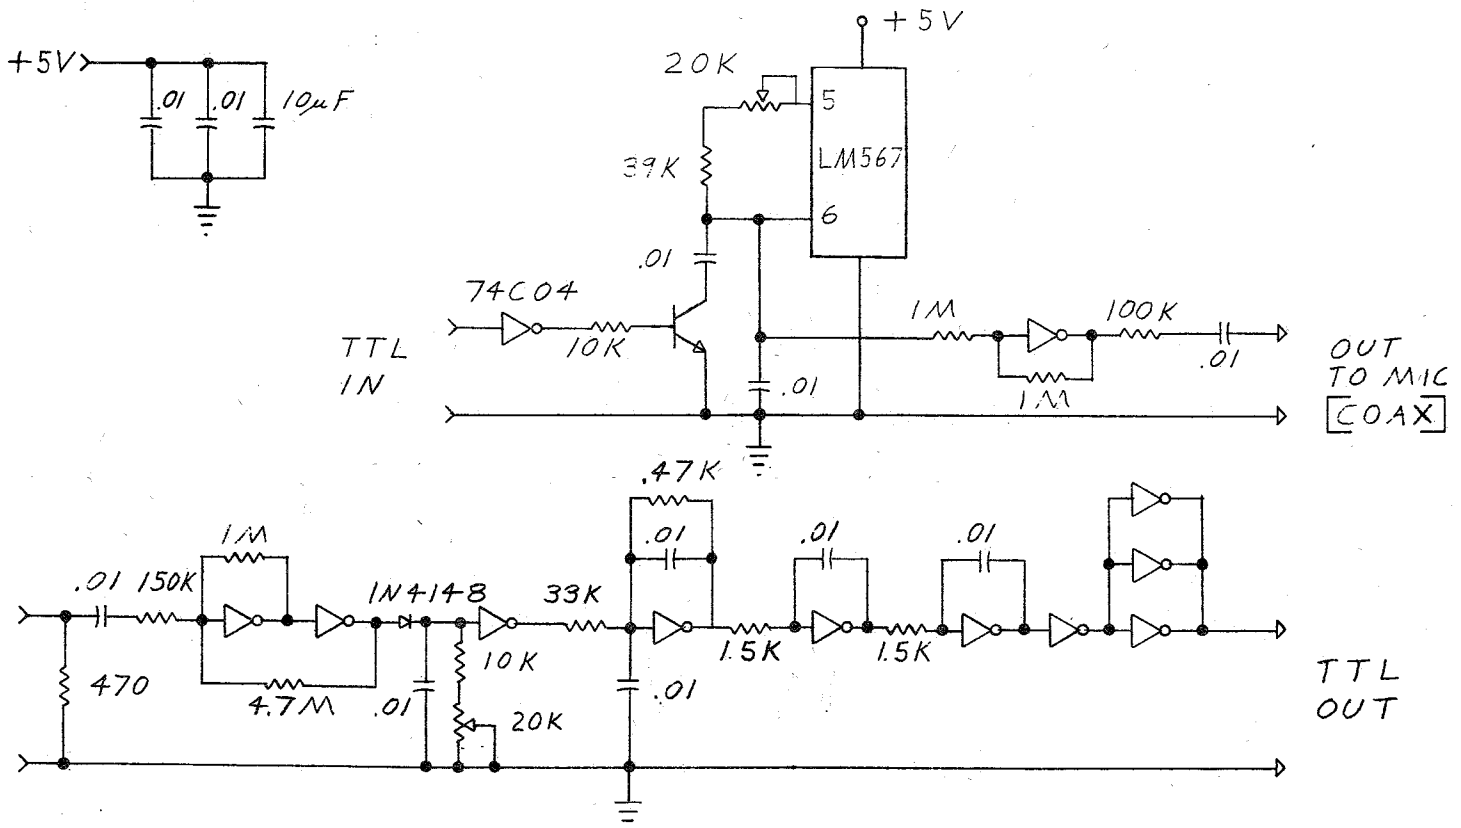 +5V
.01
.01
10µF
+5V
20K
5
LM567
39K
6
.01
74C04
10K
TTL
IN
.01
1M
1M
100K
.01
OUT
TO MIC
[COAX]
.01
150K
1M
470
4.7M
1N4148
.01
10K
20K
33K
.47K
.01
.01
1.5K
.01
1.5K
.01
TTL
OUT